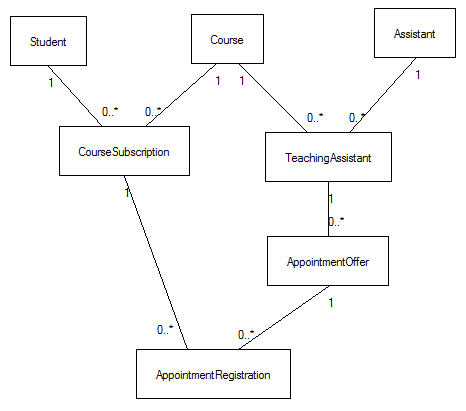 Student
Course
Assistant
1
1
1
1
0..*
0..*
0..*
0..*
CourseSubscription
TeachingAssistant
1
1
0..*
AppointmentOffer
1
0..*
0..*
AppointmentRegistration